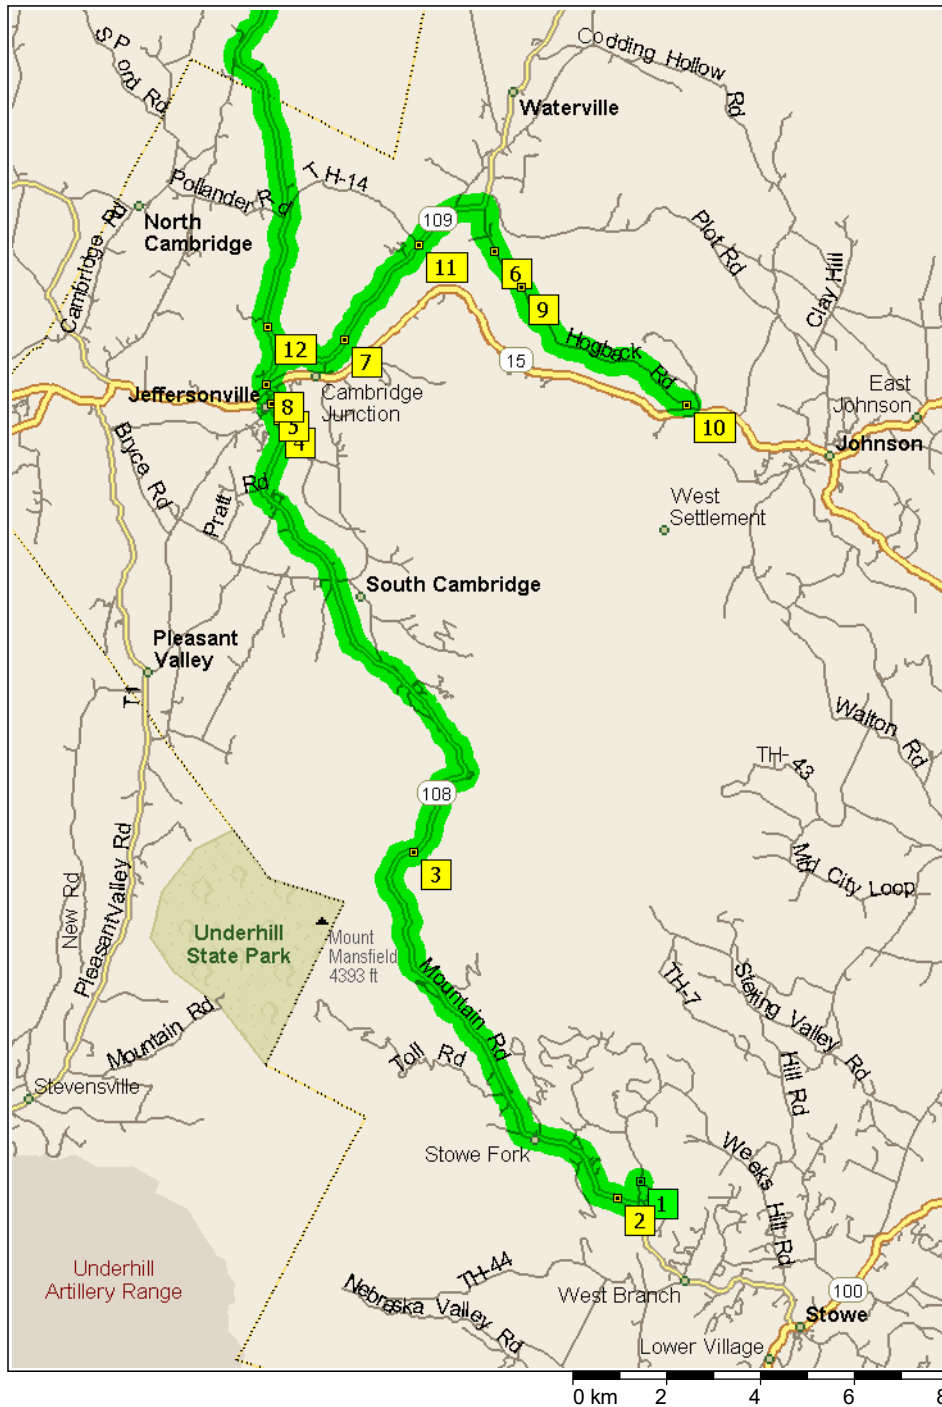 Codding Hollow Rd
S Pond Rd
Waterville
TH-14
Pollander Rd
North
Cambridge
Cambridge Rd
109
11
Plot Rd
Clay Hill
6
9
12
7
15
Hogback Rd
Jeffersonville
Cambridge
Junction
8
5
4
East
Johnson
10
Johnson
Bryce Rd
Pratt Rd
West
Settlement
South Cambridge
Pleasant
Valley
Walton Rd
TH-43
108
Mid City Loop
3
New Rd
Pleasant Valley Rd
Underhill
State Park
Mount
Mansfield
4393 ft
Mountain Rd
TH-7
Sterling Valley Rd
Mountain Rd
Toll Rd
Hill Rd
Stevensville
Stowe Fork
Weeks Hill Rd
1
2
Underhill
Artillery Range
TH-44
Nebraska Valley Rd
West Branch
100
Stowe
Lower Village
0 km 2 4 6 8